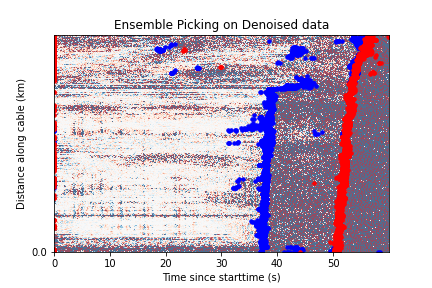 Ensemble Picking on Denoised data
Distance along cable (km)
0.0
0 10 20 30 40 50
Time since starttime (s)